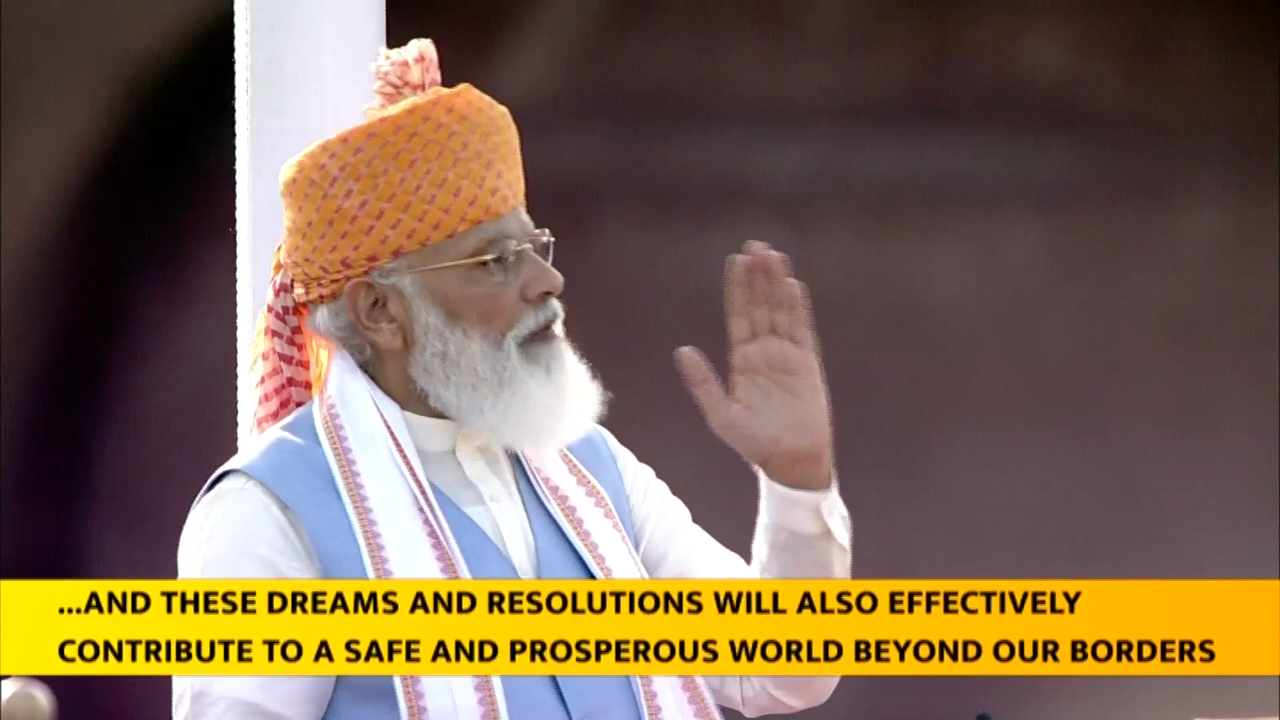 ...AND THESE DREAMS AND RESOLUTIONS WILL ALSO EFFECTIVELY
CONTRIBUTE TO A SAFE AND PROSPEROUS WORLD BEYOND OUR BORDERS